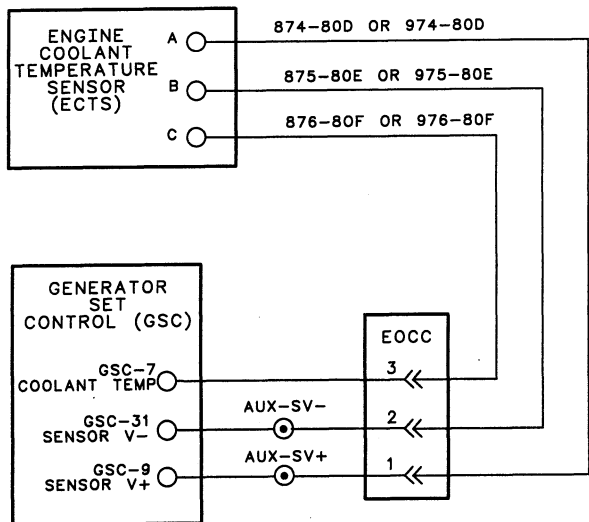 ENGINE
COOLANT
TEMPERATURE
SENSOR
(ECTS)
A
874-80D OR 974-80D
B
875-80E OR 975-80E
C
876-80F OR 976-80F
GENERATOR
SET
CONTROL (GSC)
EOCC
GSC-7
COOLANT TEMP
3
GSC-31
SENSOR V-
AUX-SV-
2
GSC-9
SENSOR V+
AUX-SV+
1